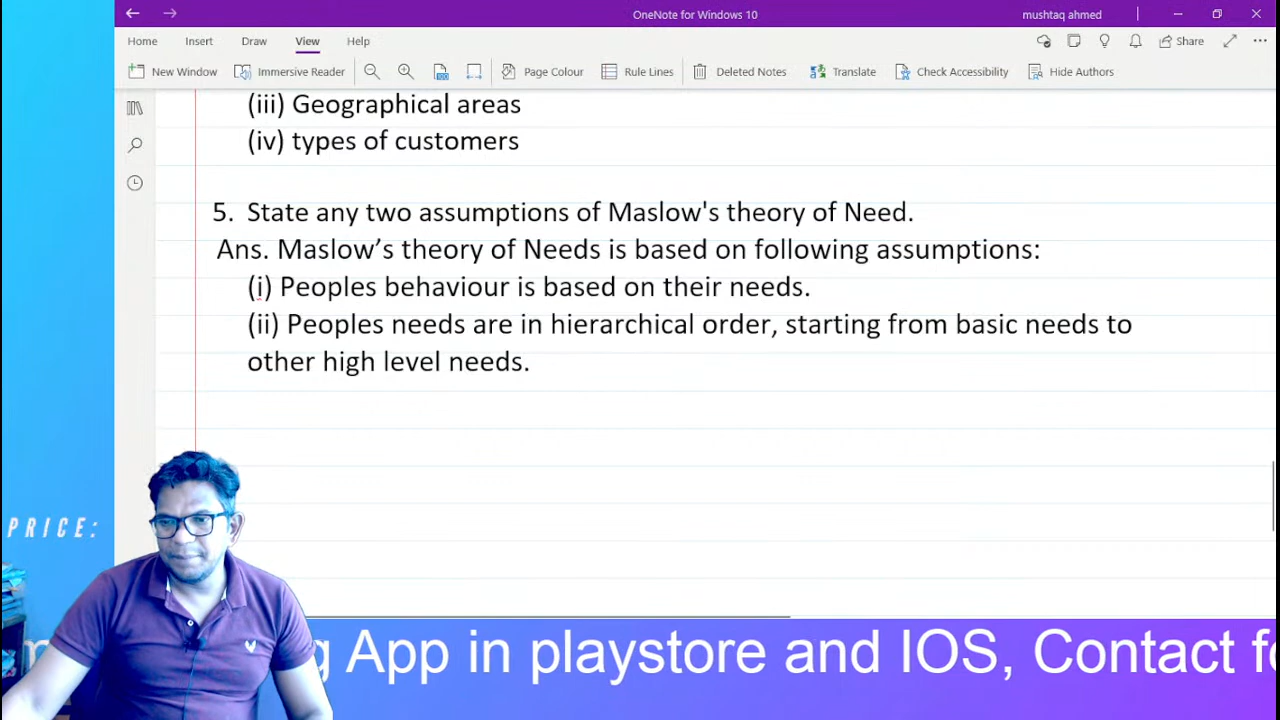 OneNote for Windows 10
mushtaq ahmed
Home Insert Draw View Help
Share
New Window Immersive Reader Page Colour Rule Lines Deleted Notes Translate Check Accessibility Hide Authors
(iii) Geographical areas
(iv) types of customers
5. State any two assumptions of Maslow's theory of Need.
Ans. Maslow’s theory of Needs is based on following assumptions:
(i) Peoples behaviour is based on their needs.
(ii) Peoples needs are in hierarchical order, starting from basic needs to
other high level needs.
PRICE:
App in playstore and IOS, Contact